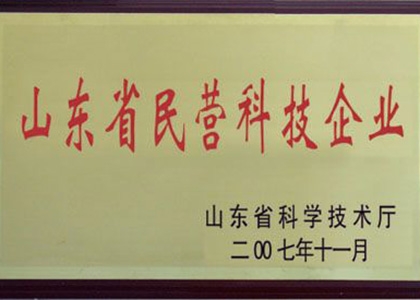 山东省民营科技企业
山东省科学技术厅
二00七年十一月